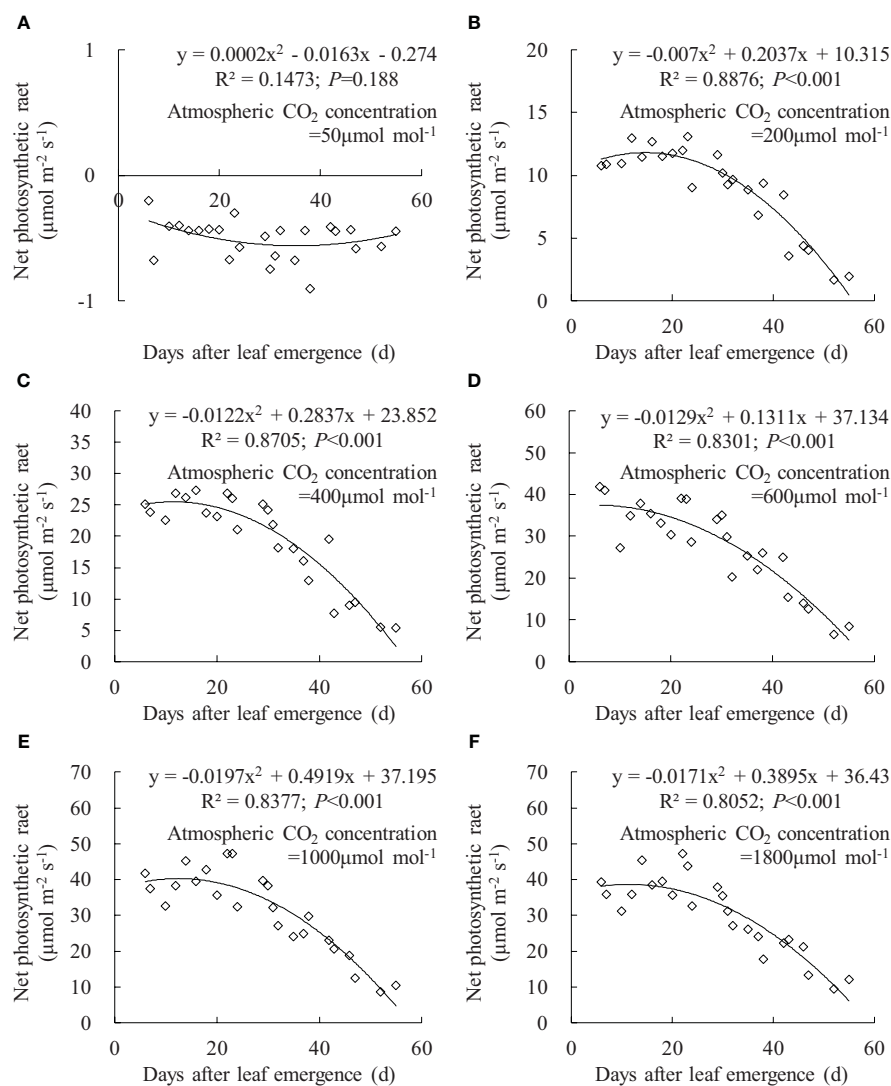 A
y = 0.0002x² - 0.0163x - 0.274
R² = 0.1473; P=0.188
Atmospheric CO₂ concentration
=50μmol mol⁻¹
1
0
-1
0 20 40 60
Net photosynthetic raet
(μmol m⁻² s⁻¹)
Days after leaf emergence (d)
B
y = -0.007x² + 0.2037x + 10.315
R² = 0.8876; P<0.001
Atmospheric CO₂ concentration
=200μmol mol⁻¹
20
15
10
5
0
0 20 40 60
Net photosynthetic raet
(μmol m⁻² s⁻¹)
Days after leaf emergence (d)
C
y = -0.0122x² + 0.2837x + 23.852
R² = 0.8705; P<0.001
Atmospheric CO₂ concentration
=400μmol mol⁻¹
40
35
30
25
20
15
10
5
0
0 20 40 60
Net photosynthetic raet
(μmol m⁻² s⁻¹)
Days after leaf emergence (d)
D
y = -0.0129x² + 0.1311x + 37.134
R² = 0.8301; P<0.001
Atmospheric CO₂ concentration
=600μmol mol⁻¹
60
50
40
30
20
10
0
0 20 40 60
Net photosynthetic raet
(μmol m⁻² s⁻¹)
Days after leaf emergence (d)
E
y = -0.0197x² + 0.4919x + 37.195
R² = 0.8377; P<0.001
Atmospheric CO₂ concentration
=1000μmol mol⁻¹
70
60
50
40
30
20
10
0
0 20 40 60
Net photosynthetic raet
(μmol m⁻² s⁻¹)
Days after leaf emergence (d)
F
y = -0.0171x² + 0.3895x + 36.43
R² = 0.8052; P<0.001
Atmospheric CO₂ concentration
=1800μmol mol⁻¹
70
60
50
40
30
20
10
0
0 20 40 60
Net photosynthetic raet
(μmol m⁻² s⁻¹)
Days after leaf emergence (d)